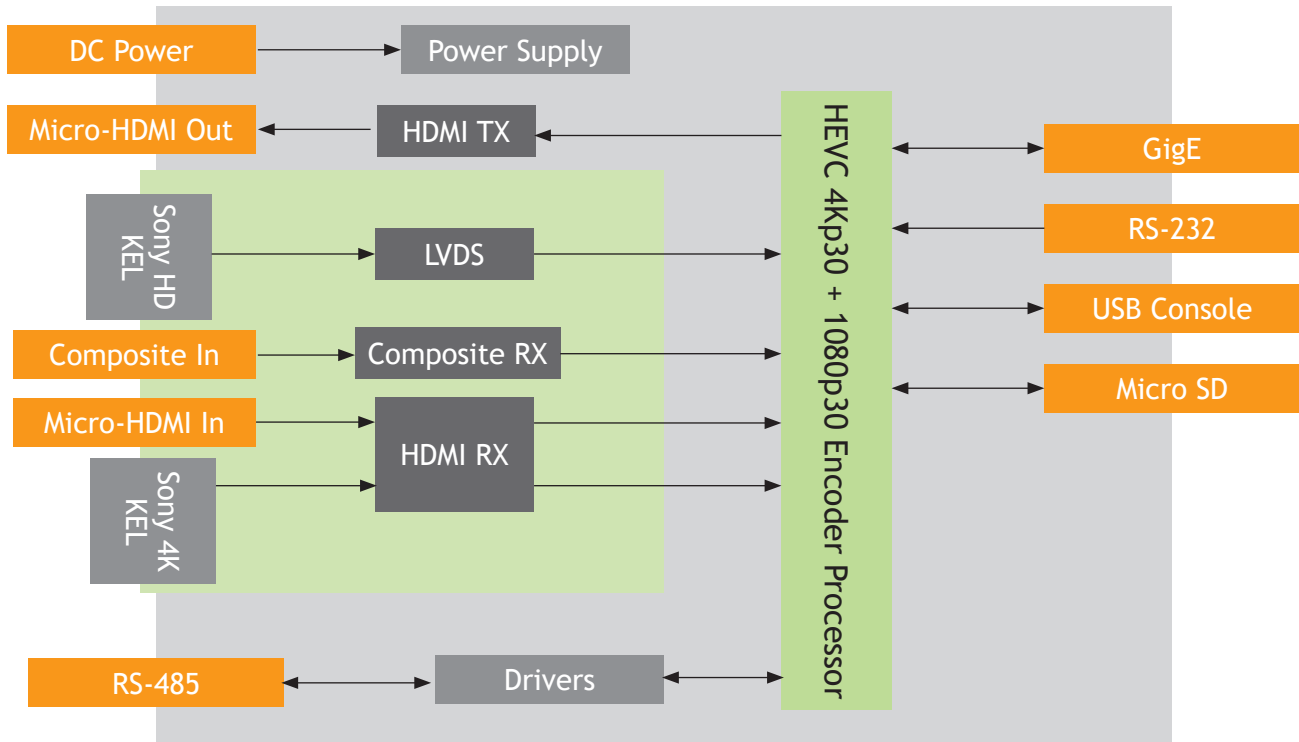 DC Power
Power Supply
Micro-HDMI Out
HDMI TX
Sony HD
KEL
LVDS
Composite In
Composite RX
Micro-HDMI In
HDMI RX
Sony 4K
KEL
RS-485
Drivers
HEVC 4Kp30 + 1080p30 Encoder Processor
GigE
RS-232
USB Console
Micro SD